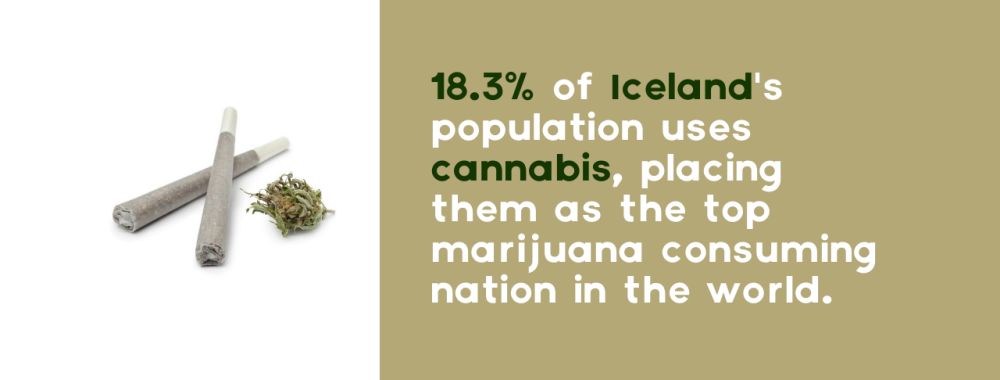 18.3% of Iceland's
population uses
cannabis, placing
them as the top
marijuana consuming
nation in the world.